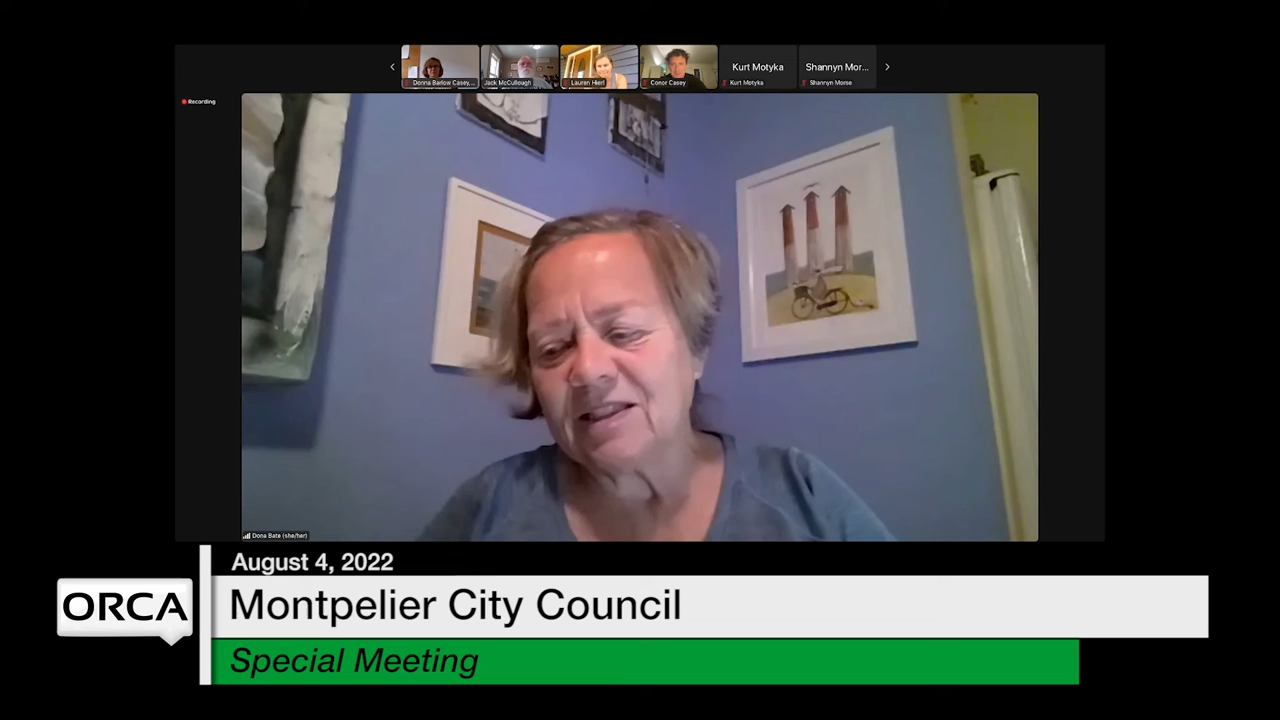 Kurt Motyka
Shannyn Mor...
Donna Barlow Casey,...
Jack McCullough
Lauren Hierl
Conor Casey
Kurt Motyka
Shannyn Morse
Recording
Dona Bate (she/her)
August 4, 2022
ORCA
Montpelier City Council
Special Meeting